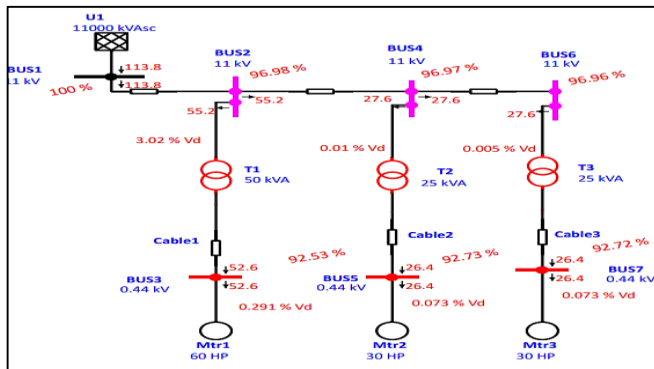 U1
11000 kVAsc
113.8
BUS1
11 kV
113.8
100 %
BUS2
11 kV
96.98 %
55.2
55.2
BUS4
11 kV
96.97 %
27.6
27.6
BUS6
11 kV
96.96 %
27.6
3.02 % Vd
0.01 % Vd
0.005 % Vd
T1
50 kVA
T2
25 kVA
T3
25 kVA
Cable1
Cable2
Cable3
92.53 %
92.73 %
92.72 %
BUS3
0.44 kV
52.6
52.6
BUS5
0.44 kV
26.4
26.4
BUS7
0.44 kV
26.4
26.4
0.291 % Vd
0.073 % Vd
0.073 % Vd
Mtr1
60 HP
Mtr2
30 HP
Mtr3
30 HP